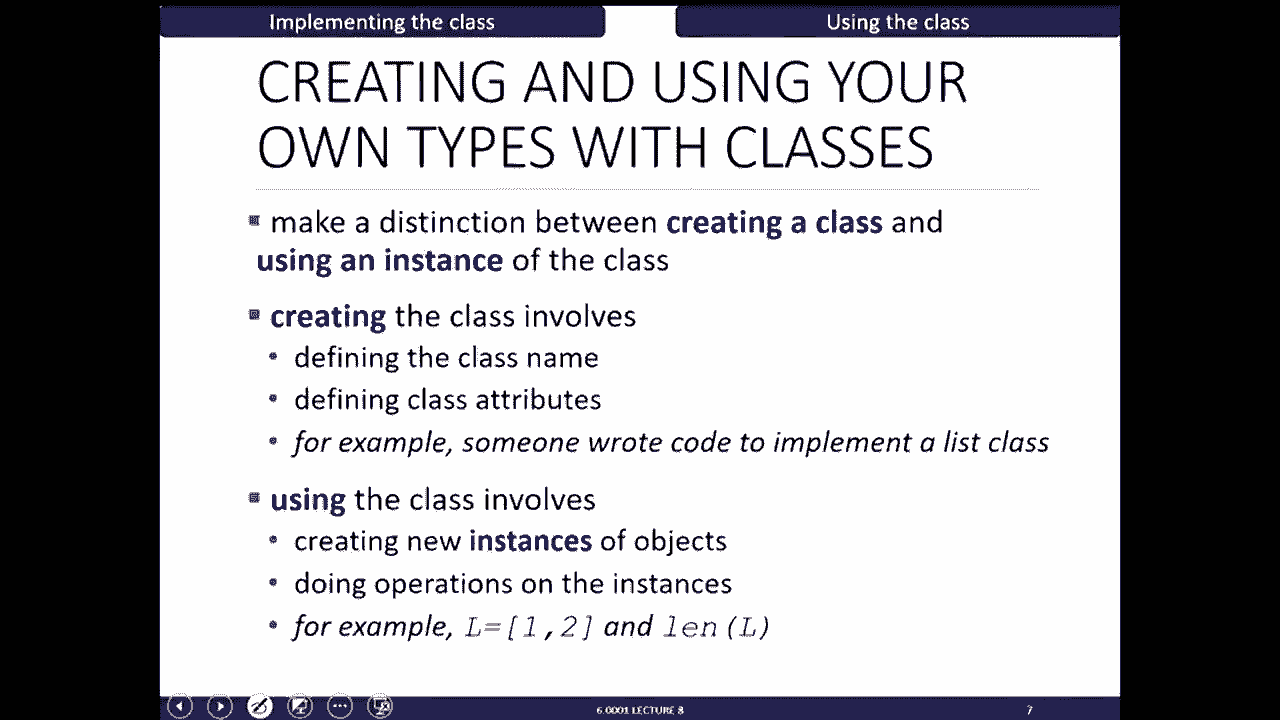 Implementing the class
Using the class
CREATING AND USING YOUR
OWN TYPES WITH CLASSES
make a distinction between creating a class and
using an instance of the class
creating the class involves
• defining the class name
• defining class attributes
• for example, someone wrote code to implement a list class
using the class involves
• creating new instances of objects
• doing operations on the instances
• for example, L=[1,2] and len(L)
6.0001 LECTURE 8
7